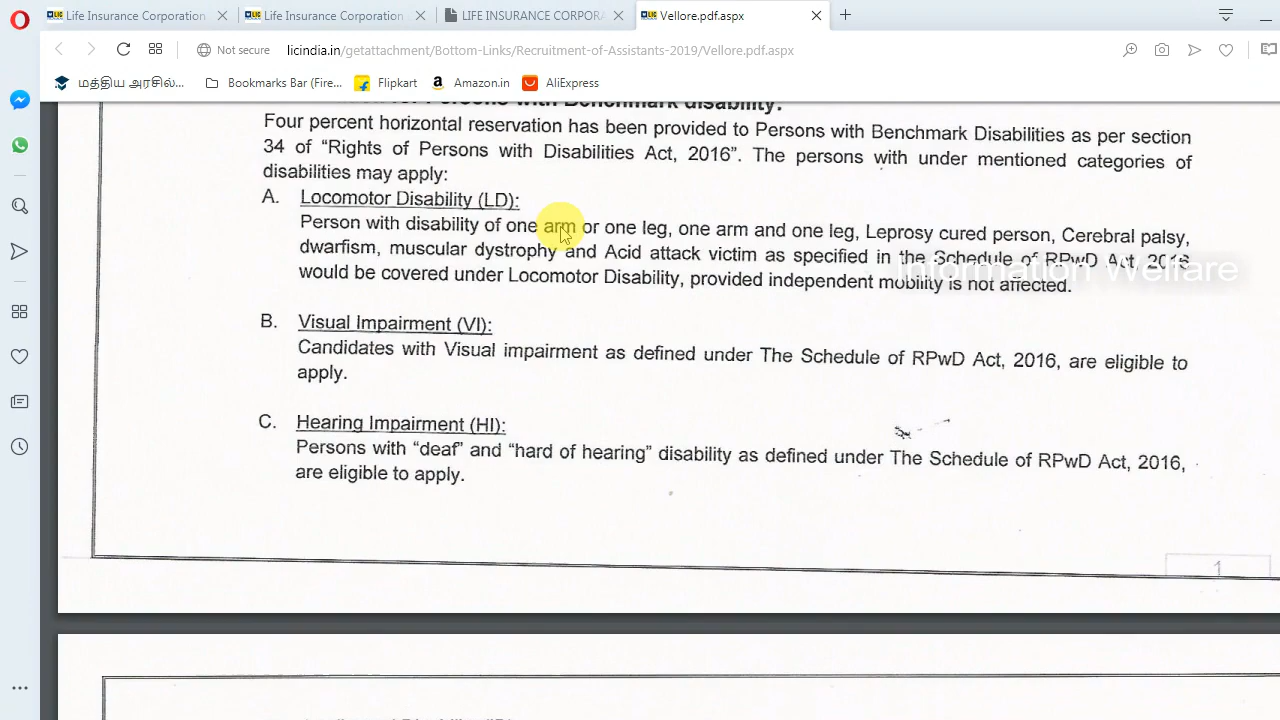 Life Insurance Corporation
Life Insurance Corporation
LIFE INSURANCE CORPORA
Vellore.pdf.aspx
Not secure
licindia.in/getattachment/Bottom-Links/Recruitment-of-Assistants-2019/Vellore.pdf.aspx
மத்திய அரசில்...
Bookmarks Bar (Fire...
Flipkart
Amazon.in
AliExpress
for Persons with Benchmark disability:
Four percent horizontal reservation has been provided to Persons with Benchmark Disabilities as per section
34 of “Rights of Persons with Disabilities Act, 2016”. The persons with under mentioned categories of
disabilities may apply:
A. Locomotor Disability (LD):
Person with disability of one arm or one leg, one arm and one leg, Leprosy cured person, Cerebral palsy,
dwarfism, muscular dystrophy and Acid attack victim as specified in the Schedule of RPwD Act, 2016
would be covered under Locomotor Disability, provided independent mobility is not affected.
Information Welfare
B. Visual Impairment (VI):
Candidates with Visual impairment as defined under The Schedule of RPwD Act, 2016, are eligible to
apply.
C. Hearing Impairment (HI):
Persons with “deaf” and “hard of hearing” disability as defined under The Schedule of RPwD Act, 2016,
are eligible to apply.
1